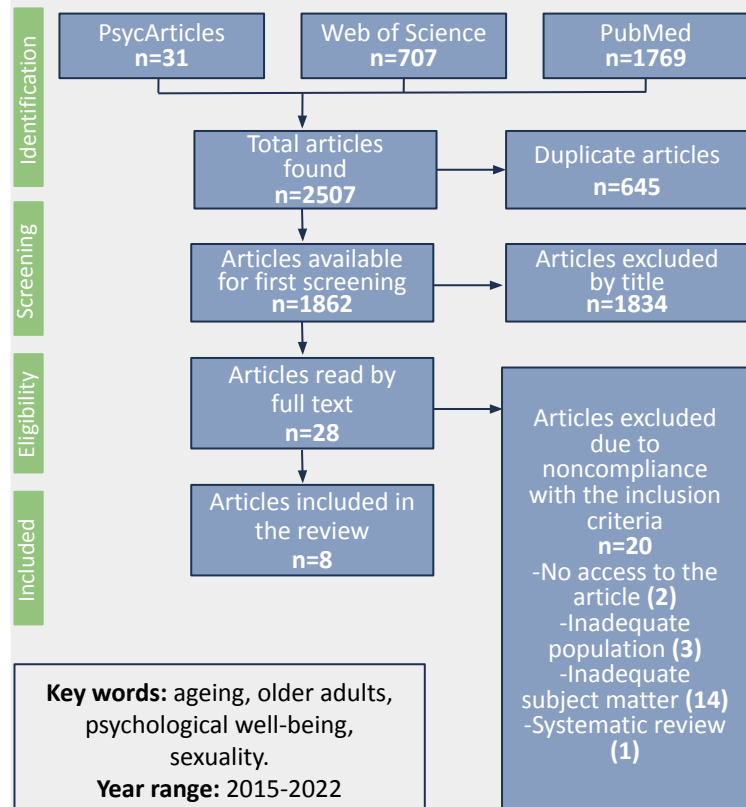 Identification
PsycArticles
n=31
Web of Science
n=707
PubMed
n=1769
Total articles
found
n=2507
Duplicate articles
n=645
Screening
Articles available
for first screening
n=1862
Articles excluded
by title
n=1834
Eligibility
Articles read by
full text
n=28
Articles excluded
due to
noncompliance
with the inclusion
criteria
n=20
-No access to the
article (2)
-Inadequate
population (3)
-Inadequate
subject matter (14)
-Systematic review
(1)
Included
Articles included in
the review
n=8
Key words: ageing, older adults,
psychological well-being,
sexuality.
Year range: 2015-2022